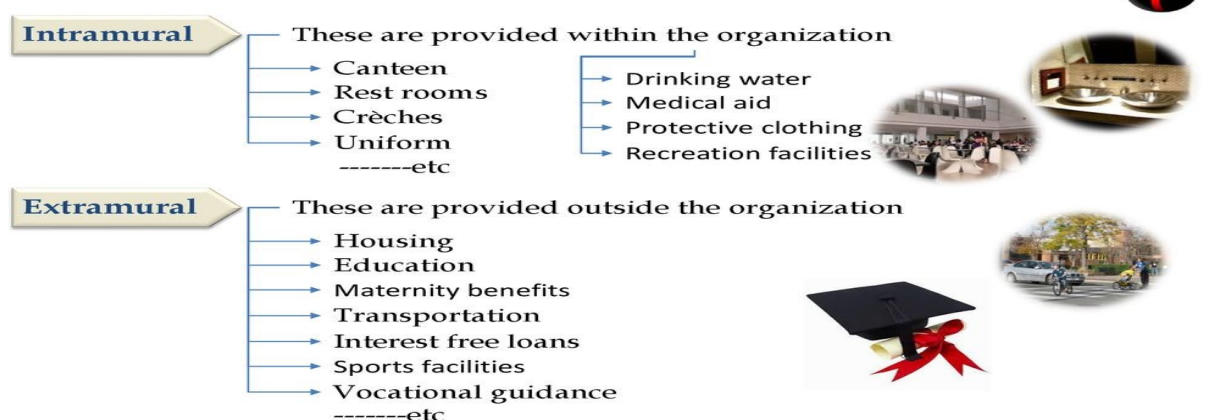 Intramural
These are provided within the organization
Canteen
Rest rooms
Crèches
Uniform
-------etc
Drinking water
Medical aid
Protective clothing
Recreation facilities
Extramural
These are provided outside the organization
Housing
Education
Maternity benefits
Transportation
Interest free loans
Sports facilities
Vocational guidance
-------etc